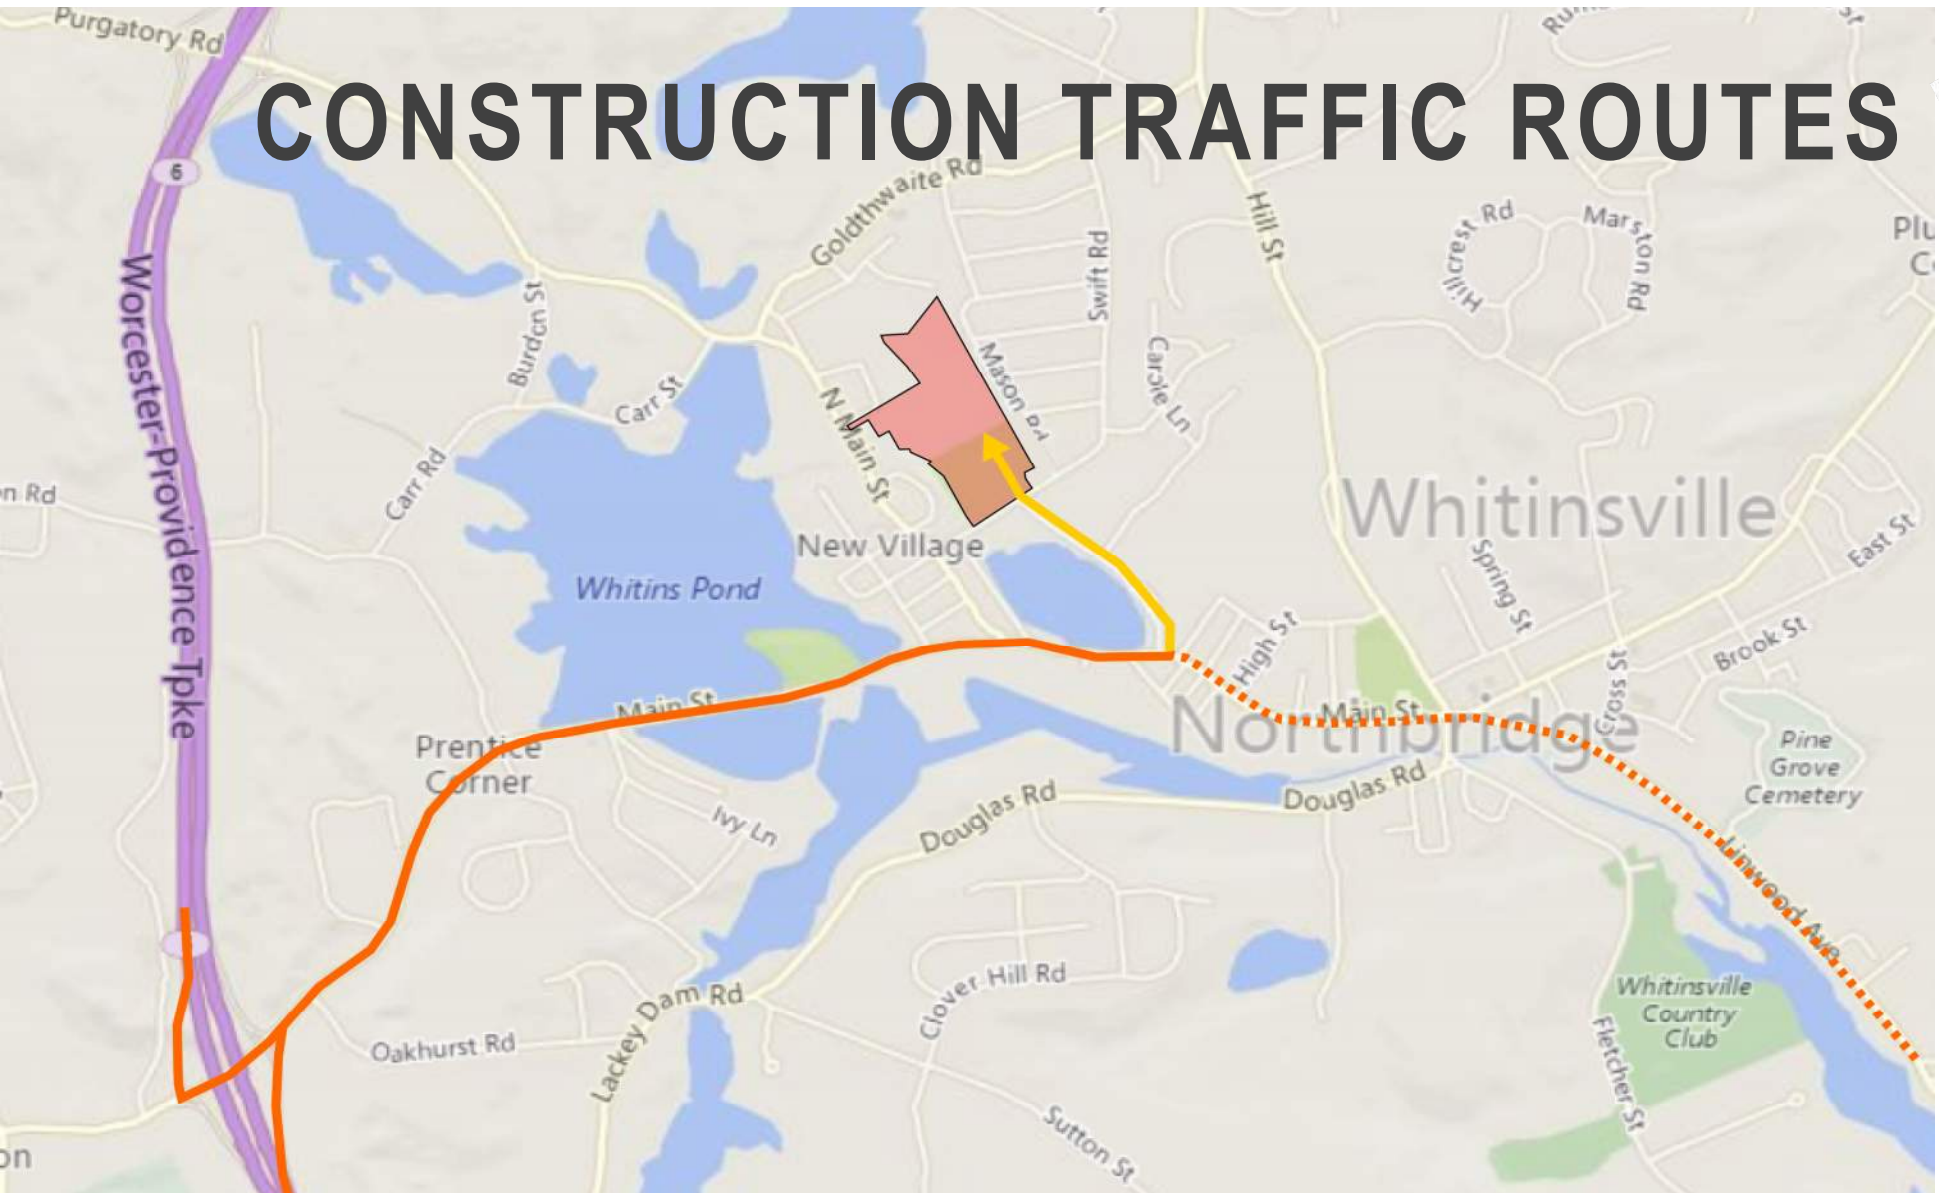 Purgatory Rd
CONSTRUCTION TRAFFIC ROUTES
6
Goldthwaite Rd
Hill St
Hillcrest Rd
Marston Rd
Swift Rd
Worcester-Providence Tpke
Burdon St
Carr St
Mason Rd
Carole Ln
N Main St
Carr Rd
n Rd
Whitinsville
New Village
Whitins Pond
Spring St
East St
High St
Brook St
Cross St
Main St
Northbridge
Main St
Prentice
Corner
Pine
Grove
Cemetery
Ivy Ln
Douglas Rd
Douglas Rd
Linwood Ave
Clover Hill Rd
Lackey Dam Rd
Oakhurst Rd
Whitinsville
Country
Club
Fletcher St
Sutton St
on